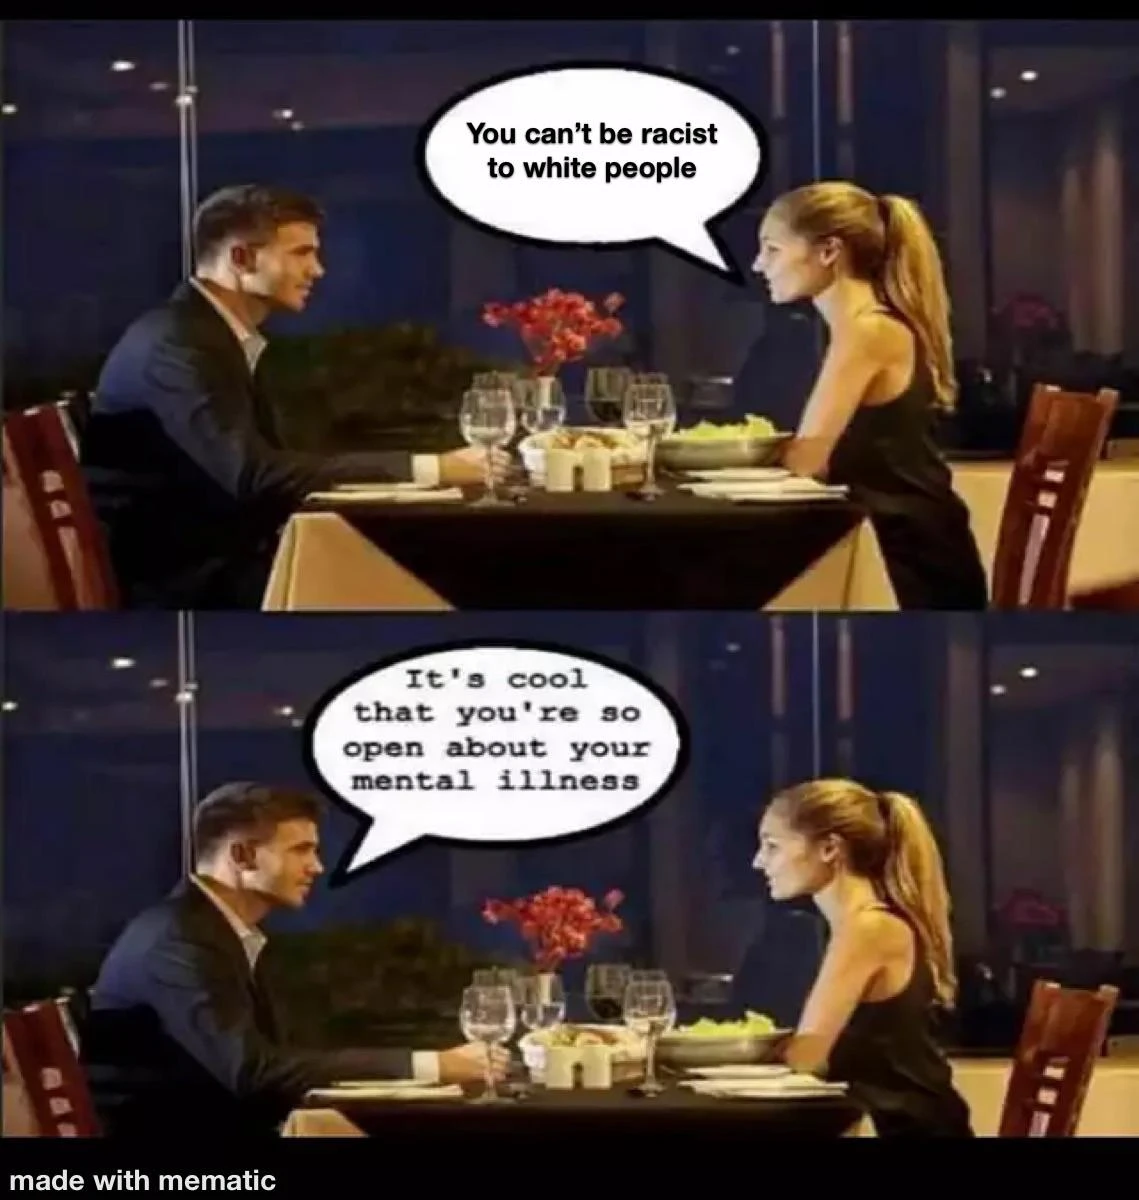 You can’t be racist
to white people
It's cool
that you're so
open about your
mental illness
made with mematic